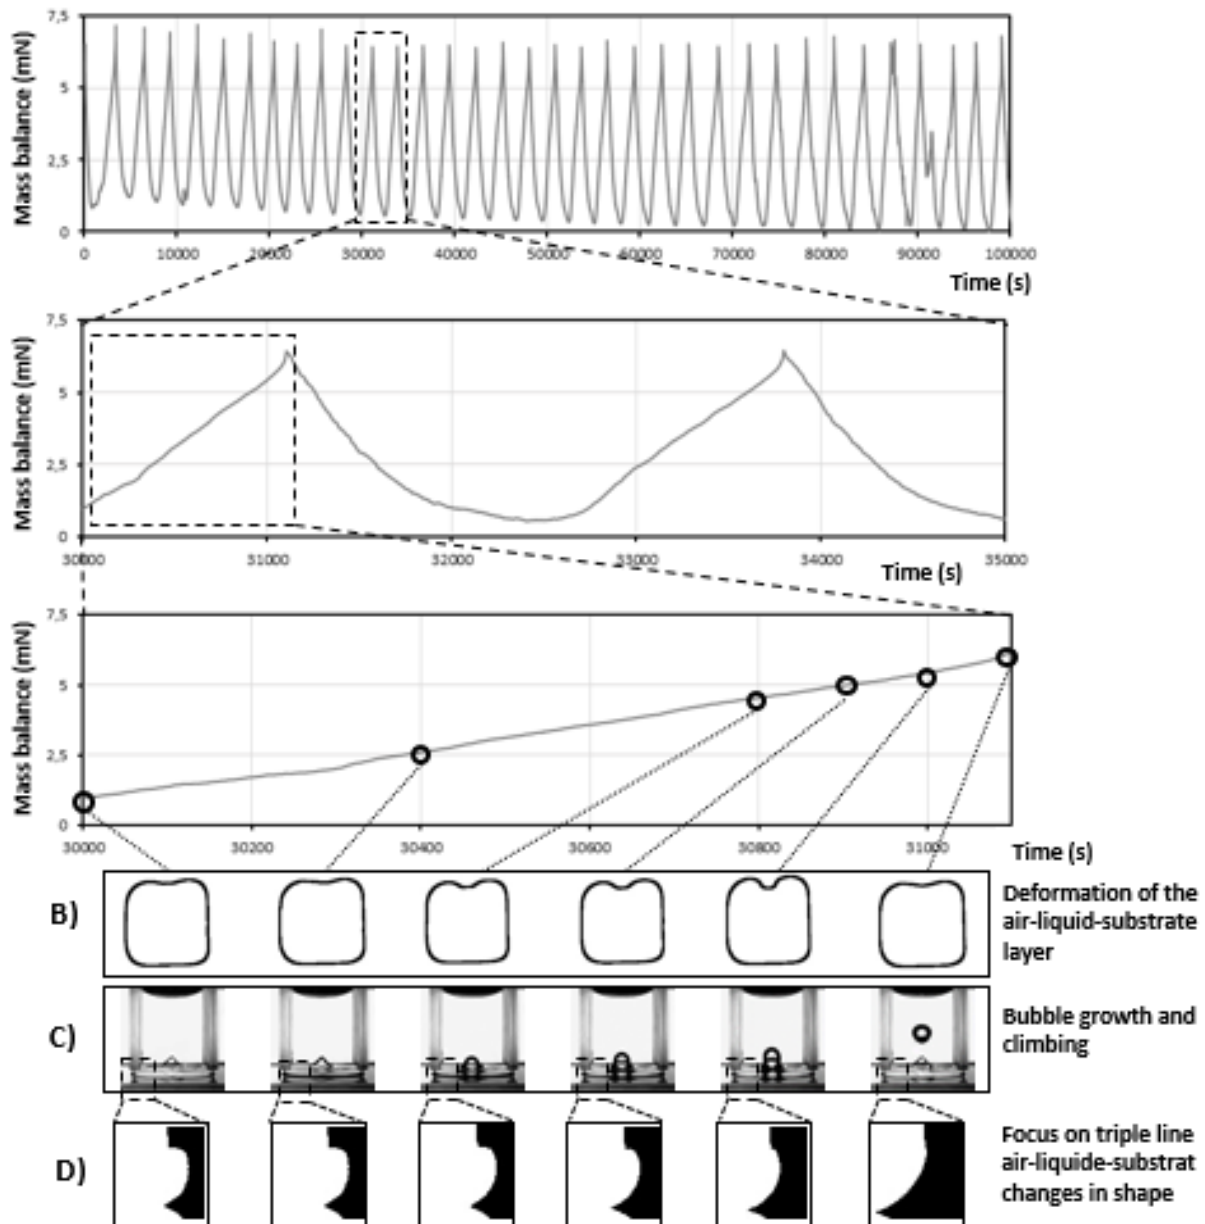 Mass balance (mN)
7,5
5
2,5
0
0 10000 20000 30000 40000 50000 60000 70000 80000 90000 100000
Time (s)
Mass balance (mN)
7,5
5
2,5
0
30000 31000 32000 33000 34000 35000
Time (s)
Mass balance (mN)
7,5
5
2,5
0
30000 30200 30400 30600 30800 31000
Time (s)
B)
Deformation of the
air-liquid-substrate
layer
C)
Bubble growth and
climbing
D)
Focus on triple line
air-liquide-substrat
changes in shape